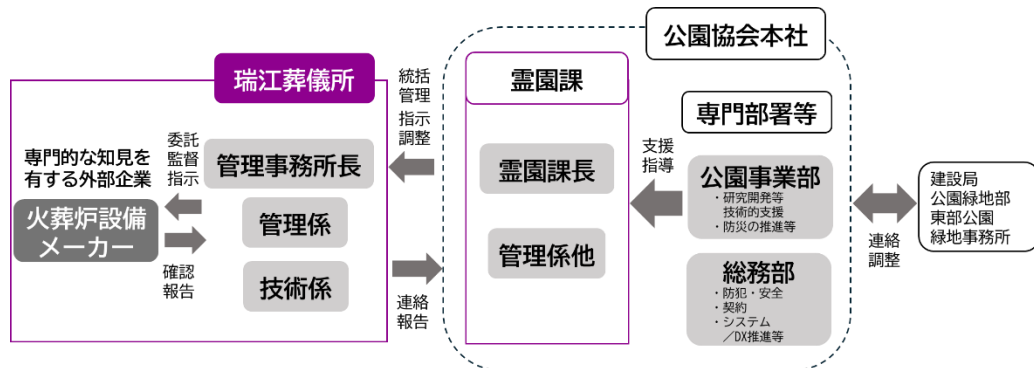 瑞江葬儀所
専門的な知見を
有する外部企業
火葬炉設備
メーカー
委託
監督
指示
確認
報告
管理事務所長
管理係
技術係
統括
管理
指示
調整
連絡
報告
公園協会本社
霊園課
霊園課長
管理係他
支援
指導
専門部署等
公園事業部
・研究開発等
技術的支援
・防災の推進等
総務部
・防犯・安全
・契約
・システム
／DX推進等
連絡
調整
建設局
公園緑地部
東部公園
緑地事務所